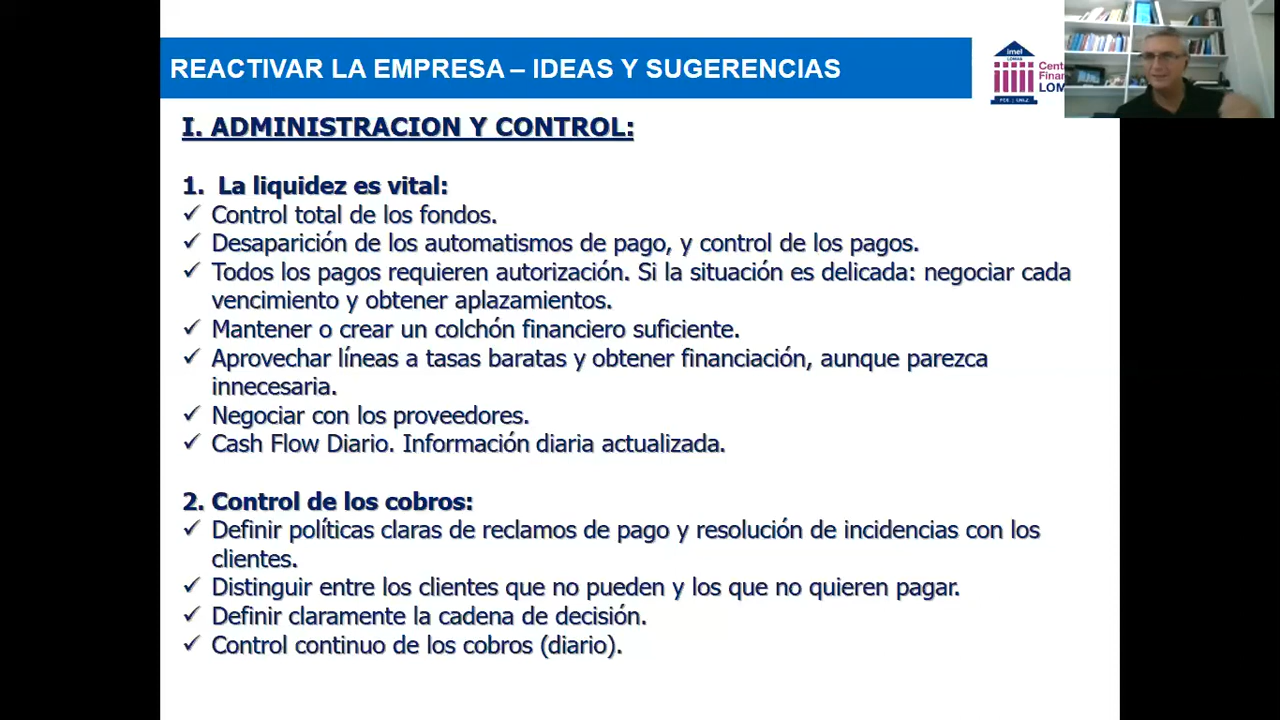 REACTIVAR LA EMPRESA – IDEAS Y SUGERENCIAS
imel
LOMAS
FCE | UNLZ
I. ADMINISTRACION Y CONTROL:
1. La liquidez es vital:
✓ Control total de los fondos.
✓ Desaparición de los automatismos de pago, y control de los pagos.
✓ Todos los pagos requieren autorización. Si la situación es delicada: negociar cada
vencimiento y obtener aplazamientos.
✓ Mantener o crear un colchón financiero suficiente.
✓ Aprovechar líneas a tasas baratas y obtener financiación, aunque parezca
innecesaria.
✓ Negociar con los proveedores.
✓ Cash Flow Diario. Información diaria actualizada.
2. Control de los cobros:
✓ Definir políticas claras de reclamos de pago y resolución de incidencias con los
clientes.
✓ Distinguir entre los clientes que no pueden y los que no quieren pagar.
✓ Definir claramente la cadena de decisión.
✓ Control continuo de los cobros (diario).